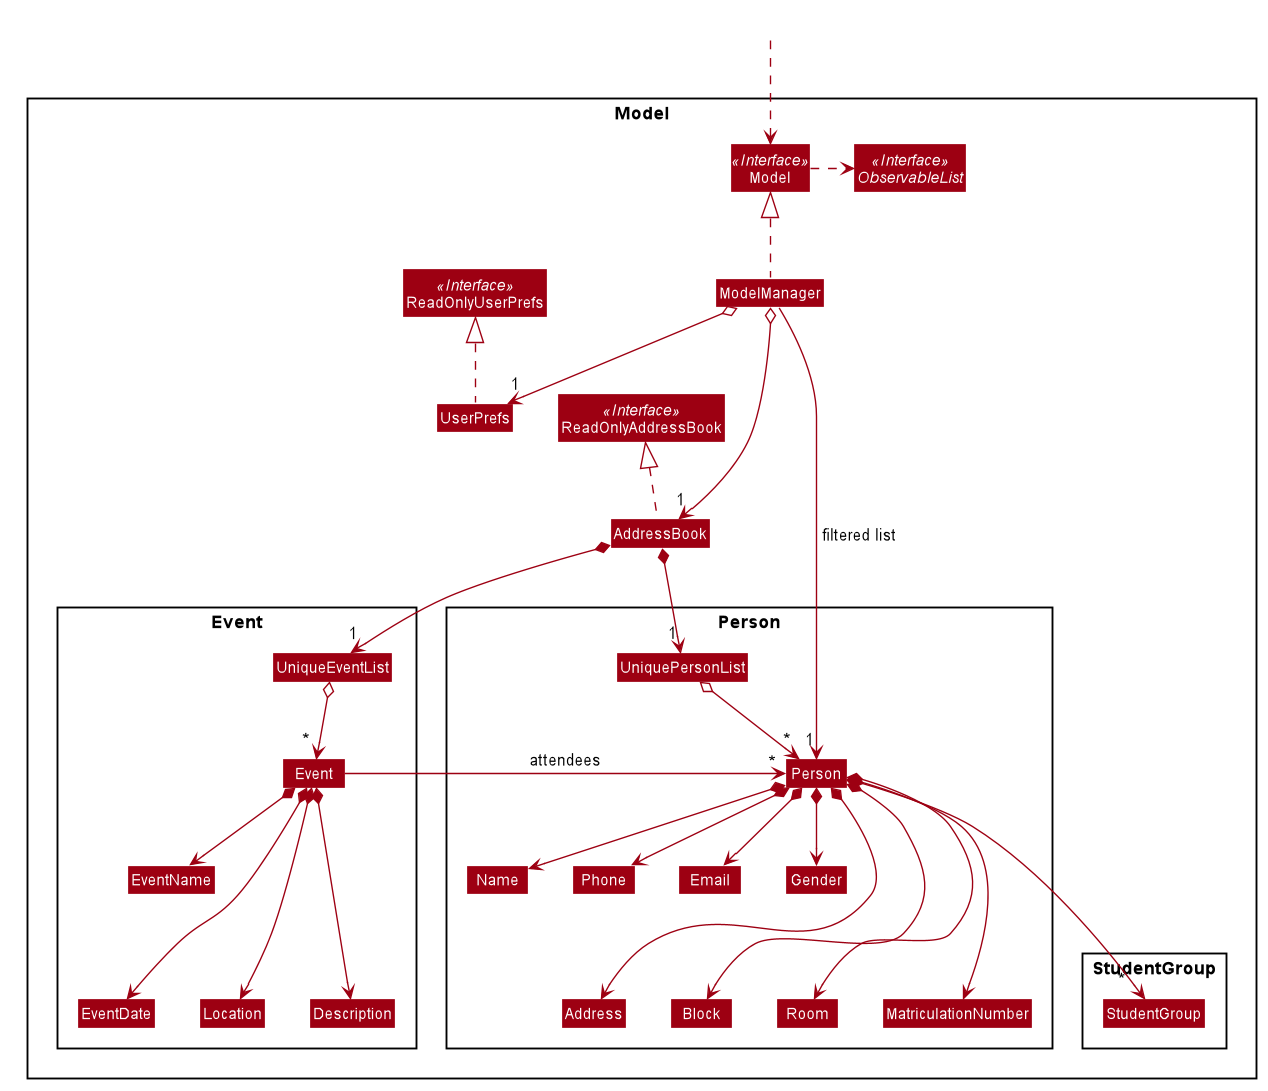 Model
«Interface»
Model
«Interface»
ObservableList
ModelManager
«Interface»
ReadOnlyUserPrefs
1
UserPrefs
«Interface»
ReadOnlyAddressBook
1
AddressBook
filtered list
Event
Person
1
UniqueEventList
1
UniquePersonList
*
*
1
attendees
*
Event
Person
EventName
Name
Phone
Email
Gender
StudentGroup
*
EventDate
Location
Description
Address
Block
Room
MatriculationNumber
StudentGroup